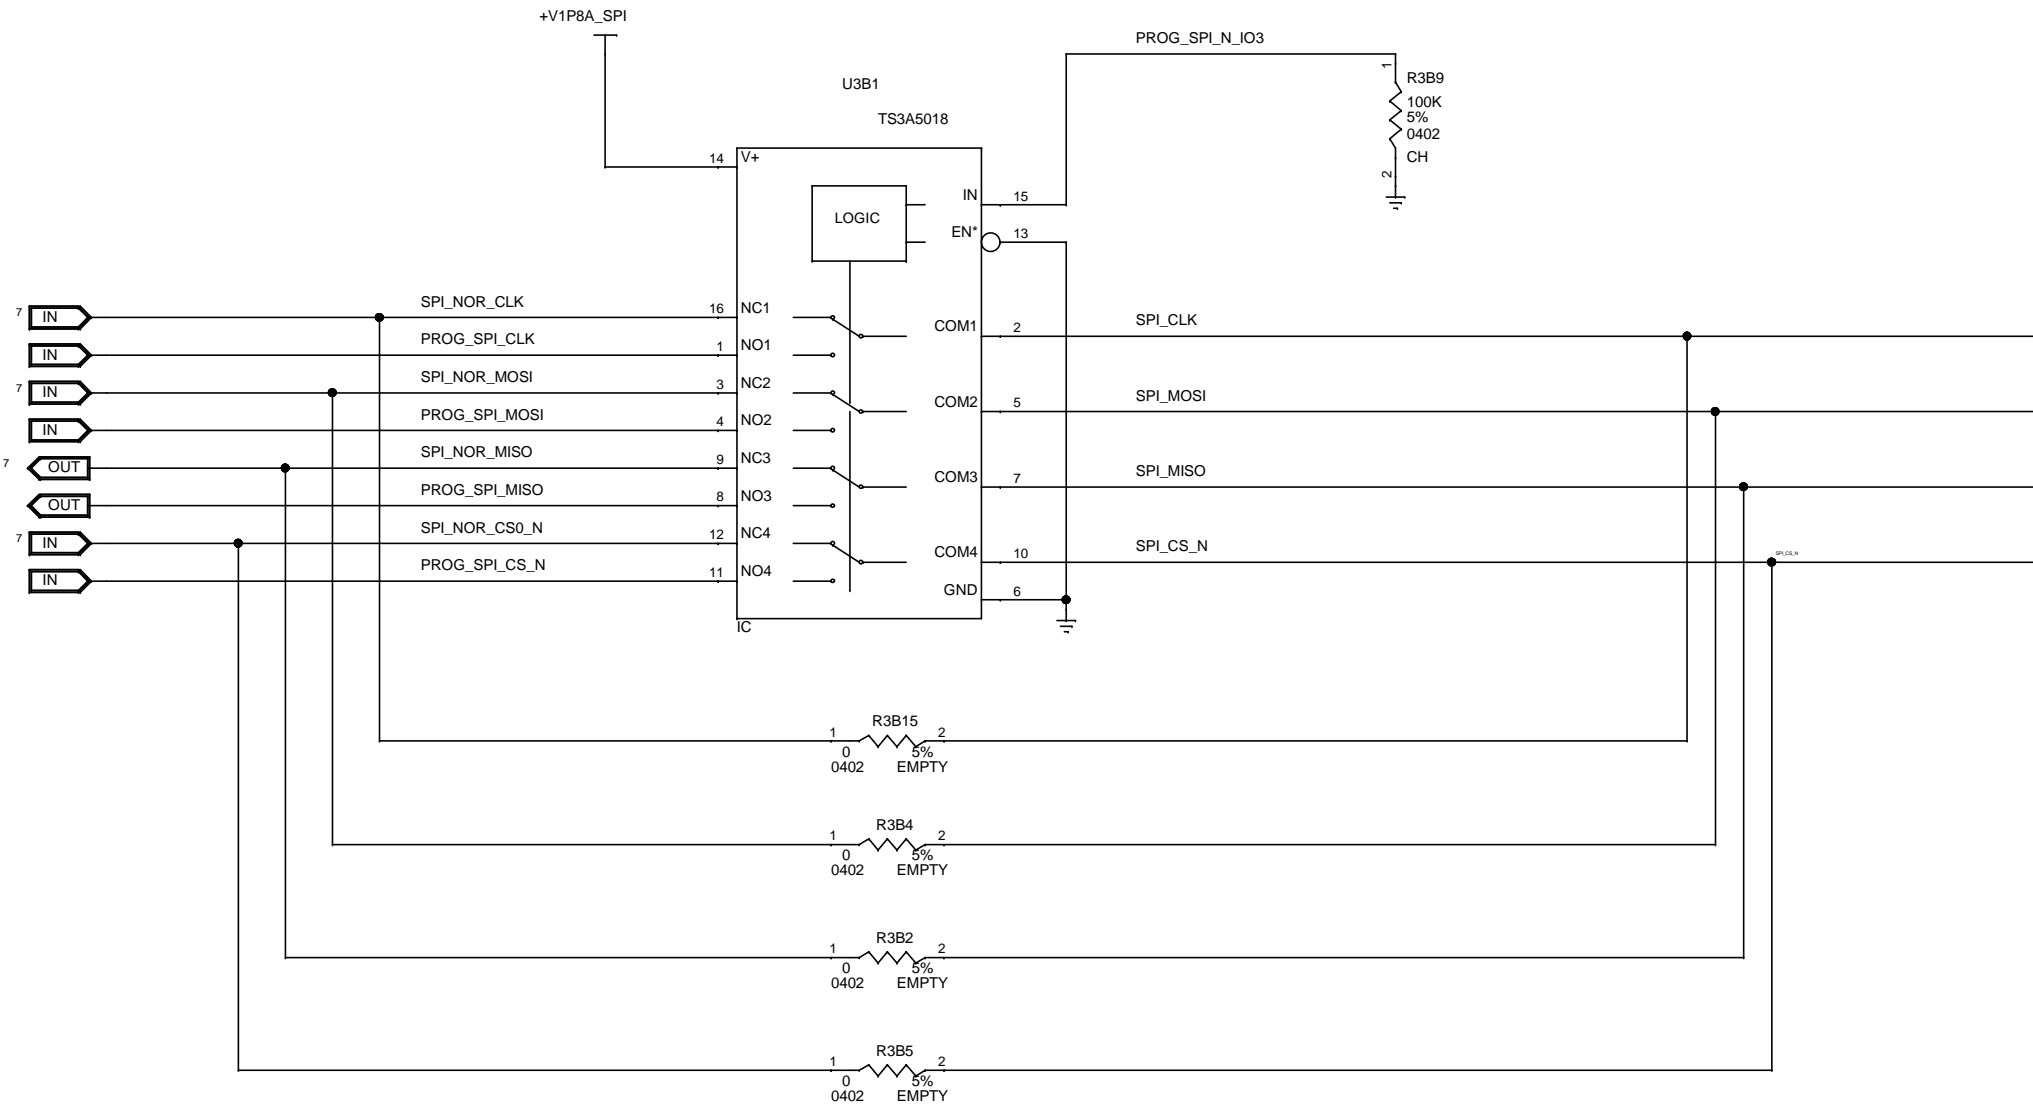 +V1P8A_SPI
PROG_SPI_N_IO3
U3B1
TS3A5018
1
R3B9
100K
5%
0402
CH
2
14 V+
LOGIC
IN 15
EN* 13
7 IN SPI_NOR_CLK 16 NC1
IN PROG_SPI_CLK 1 NO1
COM1 2 SPI_CLK
7 IN SPI_NOR_MOSI 3 NC2
IN PROG_SPI_MOSI 4 NO2
COM2 5 SPI_MOSI
7 OUT SPI_NOR_MISO 9 NC3
OUT PROG_SPI_MISO 8 NO3
COM3 7 SPI_MISO
7 IN SPI_NOR_CS0_N 12 NC4
IN PROG_SPI_CS_N 11 NO4
COM4 10 SPI_CS_N
SPI_CS_N
GND 6
IC
R3B15
1 2
0 5%
0402 EMPTY
R3B4
1 2
0 5%
0402 EMPTY
R3B2
1 2
0 5%
0402 EMPTY
R3B5
1 2
0 5%
0402 EMPTY